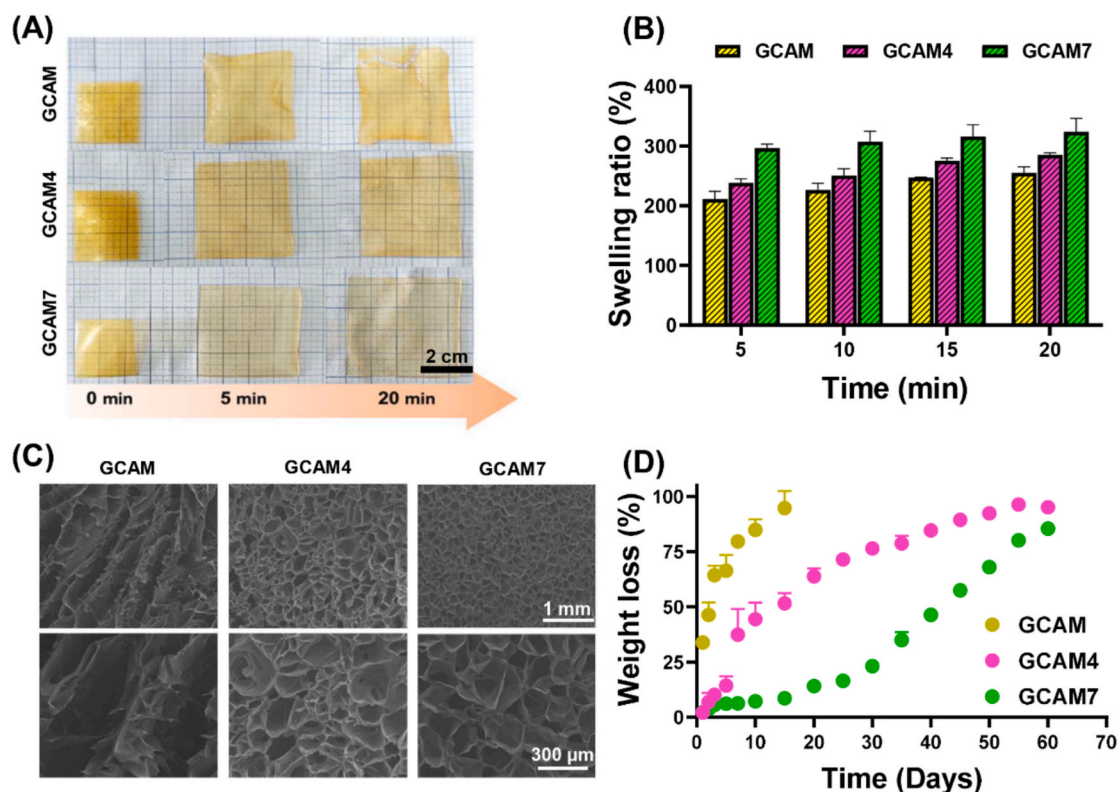 (A)
GCAM
GCAM4
GCAM7
2 cm
0 min 5 min 20 min
(B)
GCAM GCAM4 GCAM7
Swelling ratio (%)
400
300
200
100
0
5 10 15 20
Time (min)
(C)
GCAM GCAM4 GCAM7
1 mm
300 µm
(D)
Weight loss (%)
100
75
50
25
0
GCAM
GCAM4
GCAM7
0 10 20 30 40 50 60 70
Time (Days)